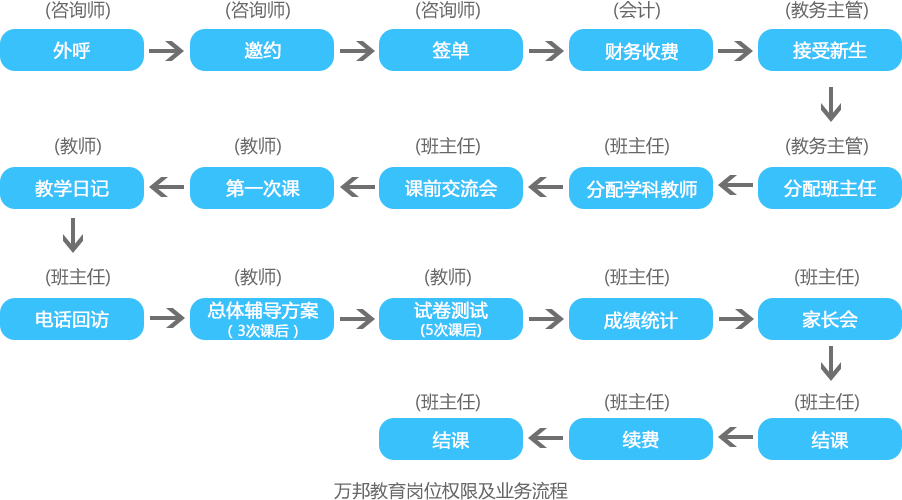 (咨询师) (咨询师) (咨询师) (会计) (教务主管)
外呼 邀约 签单 财务收费 接受新生
(教师) (教师) (班主任) (班主任) (教务主管)
教学日记 第一次课 课前交流会 分配学科教师 分配班主任
(班主任) (教师) (教师) (班主任) (班主任)
电话回访 总体辅导方案 试卷测试 成绩统计 家长会
（3次课后） (5次课后)
(班主任) (班主任) (班主任)
结课 续费 结课
万邦教育岗位权限及业务流程